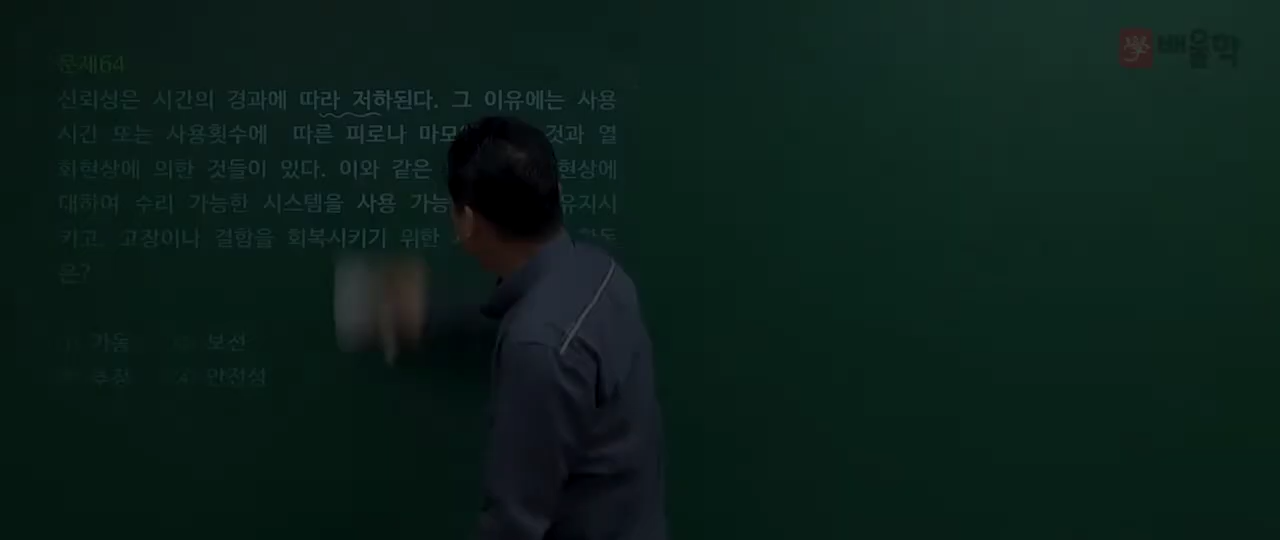 배울학
문제64
신뢰성은 시간의 경과에 따라 저하된다. 그 이유에는 사용
시간 또는 사용횟수에 따른 피로나 마모 것과 열
화현상에 의한 것들이 있다. 이와 같은 현상에
대하여 수리 가능한 시스템을 사용 가능 유지시
키고, 고장이나 결함을 회복시키기 위한
은?
가동 보전
추정 안전성